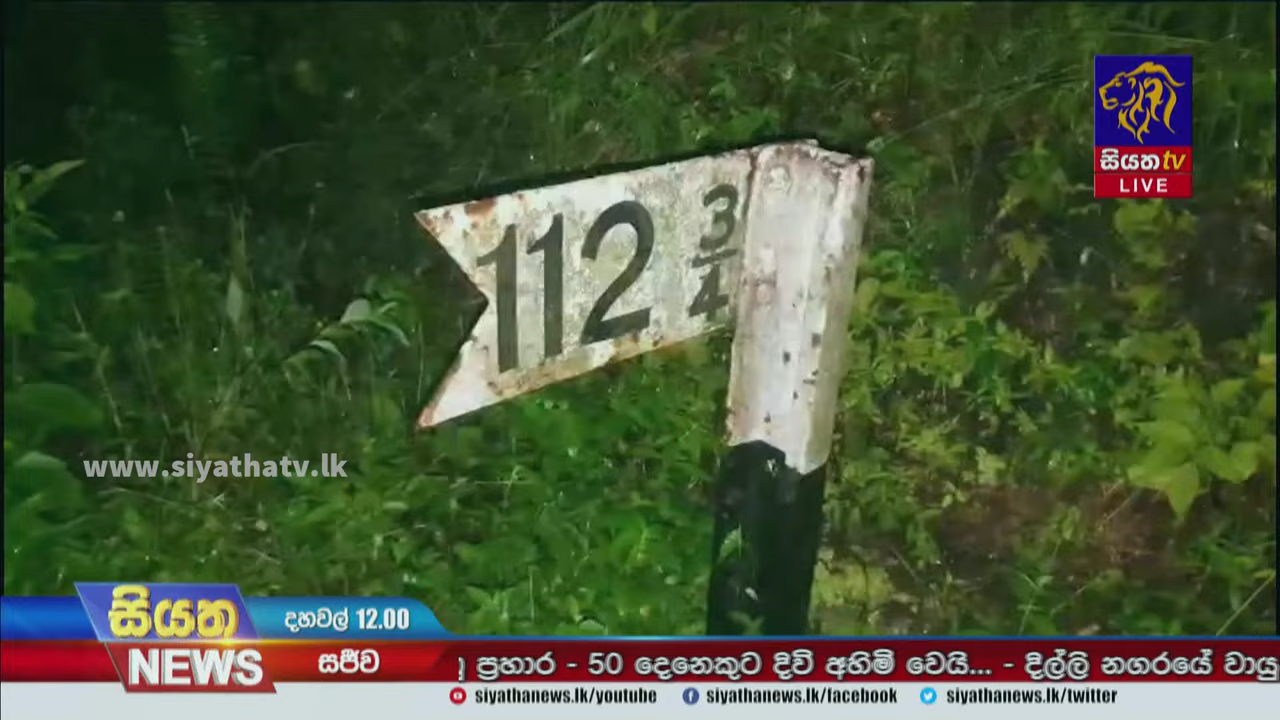 සියත tv
LIVE
112 3/4
www.siyathatv.lk
සියත
NEWS
දහවල් 12.00
සජීව
ප්‍රහාර - 50 දෙනෙකුට දිවි අහිමි වෙයි... - දිල්ලි නගරයේ වායු
siyathanews.lk/youtube siyathanews.lk/facebook siyathanews.lk/twitter